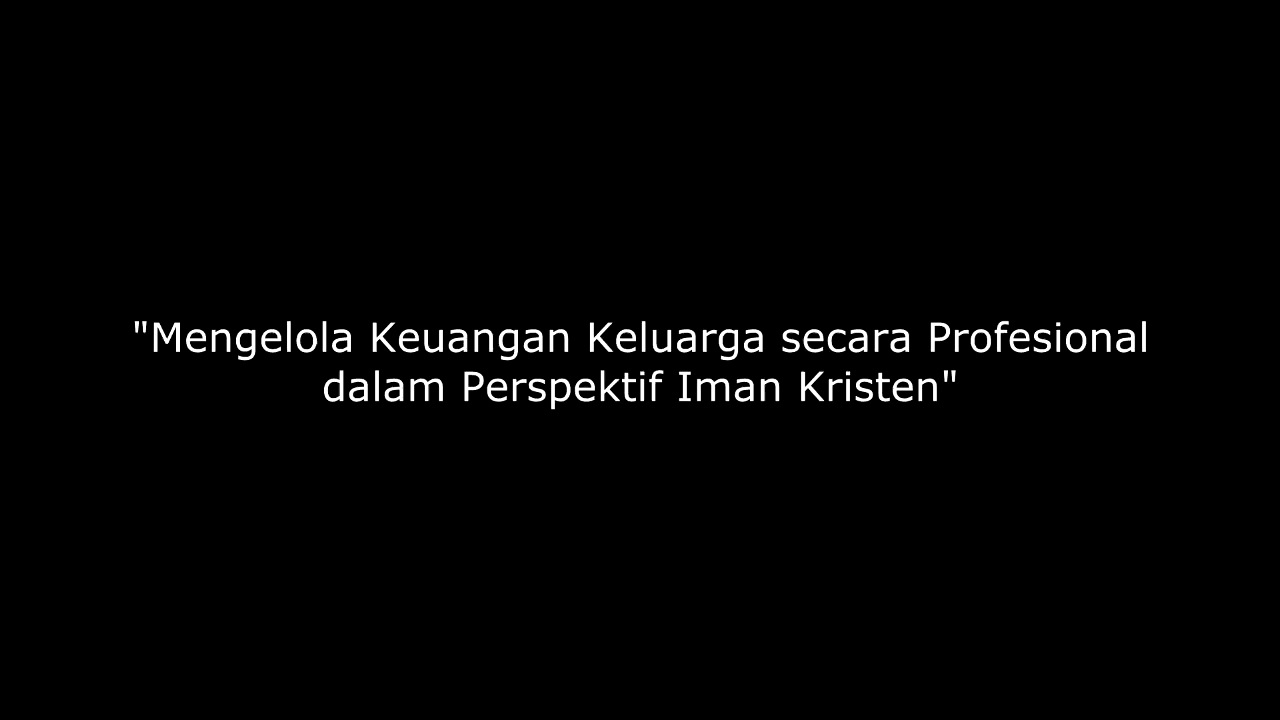 "Mengelola Keuangan Keluarga secara Profesional
dalam Perspektif Iman Kristen"